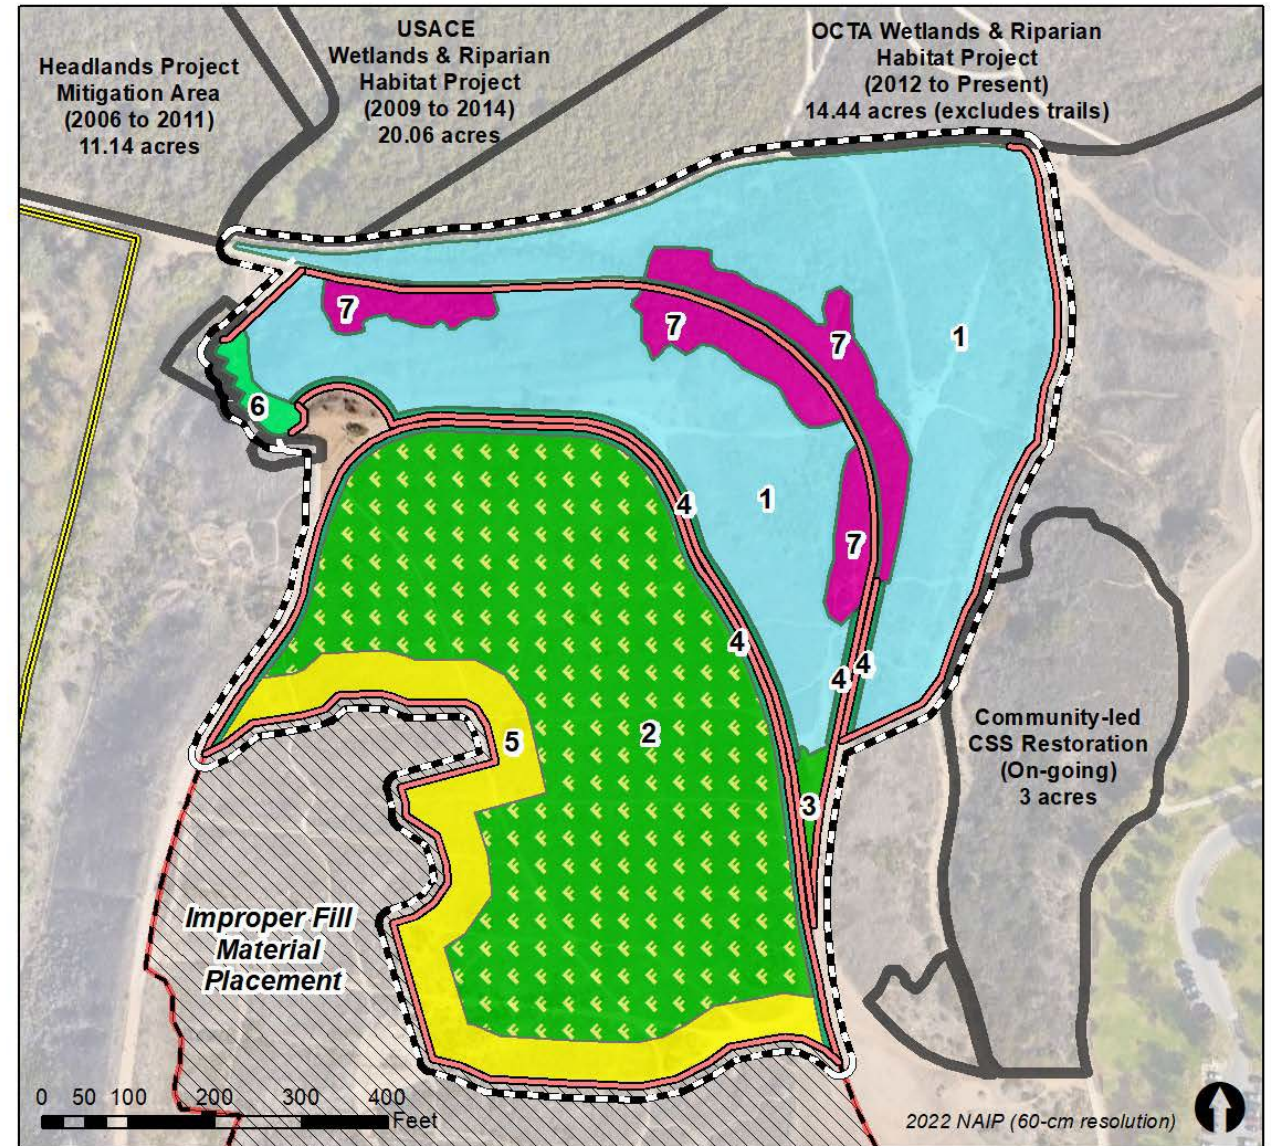 Headlands Project
Mitigation Area
(2006 to 2011)
11.14 acres
USACE
Wetlands & Riparian
Habitat Project
(2009 to 2014)
20.06 acres
OCTA Wetlands & Riparian
Habitat Project
(2012 to Present)
14.44 acres (excludes trails)
7
7
7
1
6
4
1
7
4
4
4
5
2
3
Community-led
CSS Restoration
(On-going)
3 acres
Improper Fill
Material
Placement
0 50 100 200 300 400
Feet
2022 NAIP (60-cm resolution)